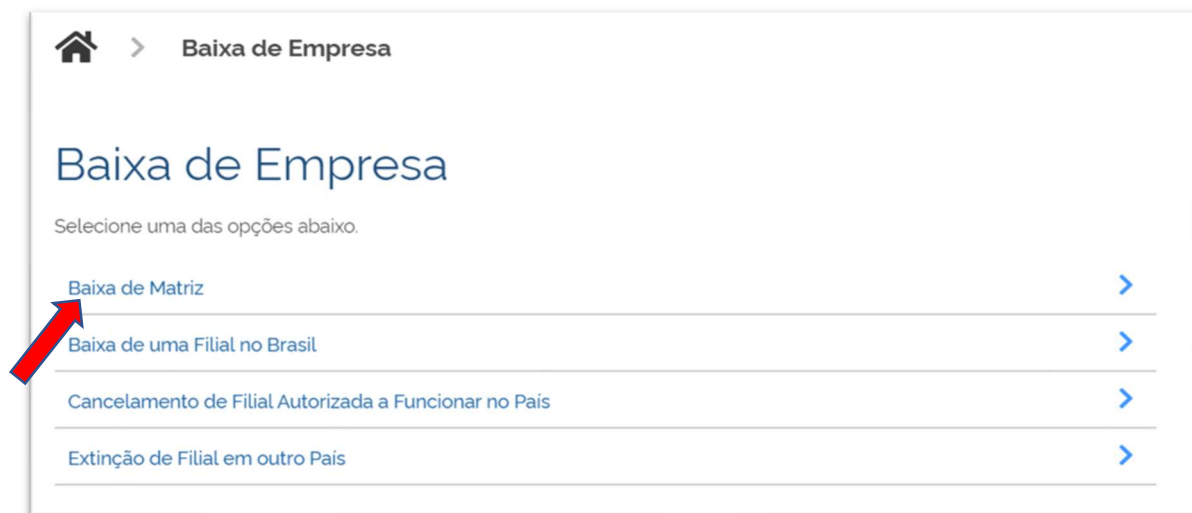 Baixa de Empresa
Baixa de Empresa
Selecione uma das opções abaixo.
Baixa de Matriz
Baixa de uma Filial no Brasil
Cancelamento de Filial Autorizada a Funcionar no País
Extinção de Filial em outro País